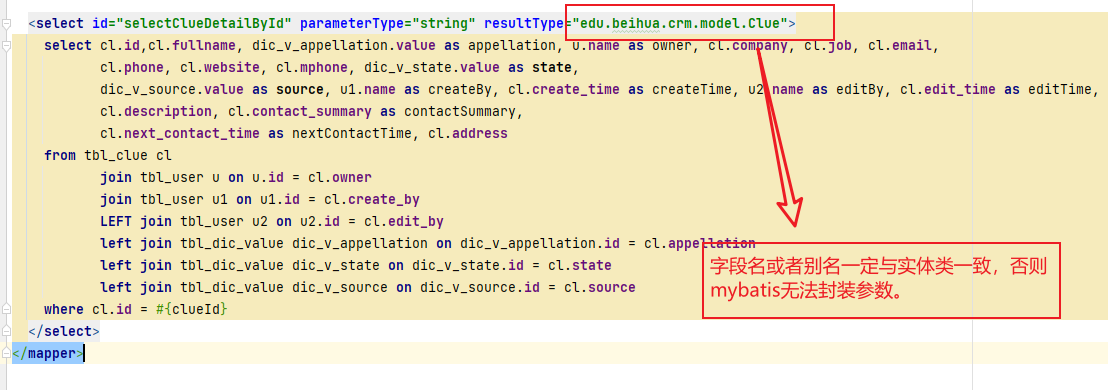 <select id="selectClueDetailById" parameterType="string" resultType="edu.beihua.crm.model.Clue">
select cl.id,cl.fullname, dic_v_appellation.value as appellation, u.name as owner, cl.company, cl.job, cl.email,
cl.phone, cl.website, cl.mphone, dic_v_state.value as state,
dic_v_source.value as source, u1.name as createBy, cl.create_time as createTime, u2.name as editBy, cl.edit_time as editTime,
cl.description, cl.contact_summary as contactSummary,
cl.next_contact_time as nextContactTime, cl.address
from tbl_clue cl
join tbl_user u on u.id = cl.owner
join tbl_user u1 on u1.id = cl.create_by
LEFT join tbl_user u2 on u2.id = cl.edit_by
left join tbl_dic_value dic_v_appellation on dic_v_appellation.id = cl.appellation
left join tbl_dic_value dic_v_state on dic_v_state.id = cl.state
left join tbl_dic_value dic_v_source on dic_v_source.id = cl.source
where cl.id = #{clueId}
</select>
</mapper>
字段名或者别名一定与实体类一致，否则
mybatis无法封装参数。